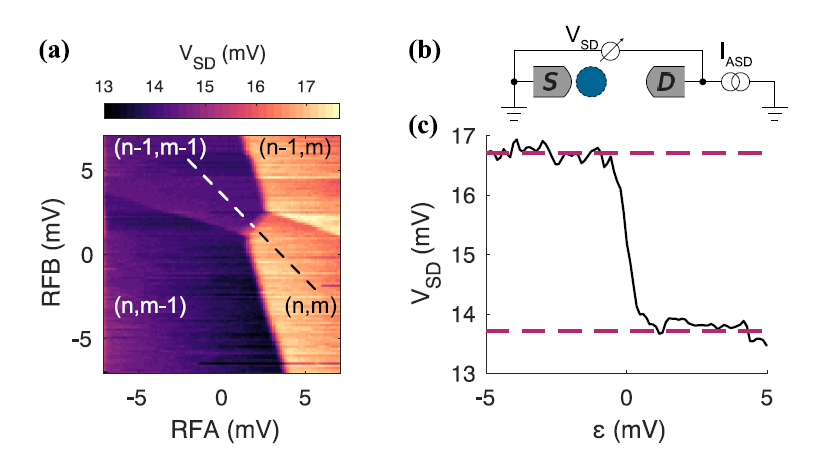 (a)
V_SD (mV)
13 14 15 16 17
(n-1,m-1) (n-1,m)
(n,m-1) (n,m)
5
0
-5
RFB (mV)
-5 0 5
RFA (mV)
(b)
V_SD
I_ASD
S D
(c)
17
16
15
14
13
V_SD (mV)
-5 0 5
ε (mV)